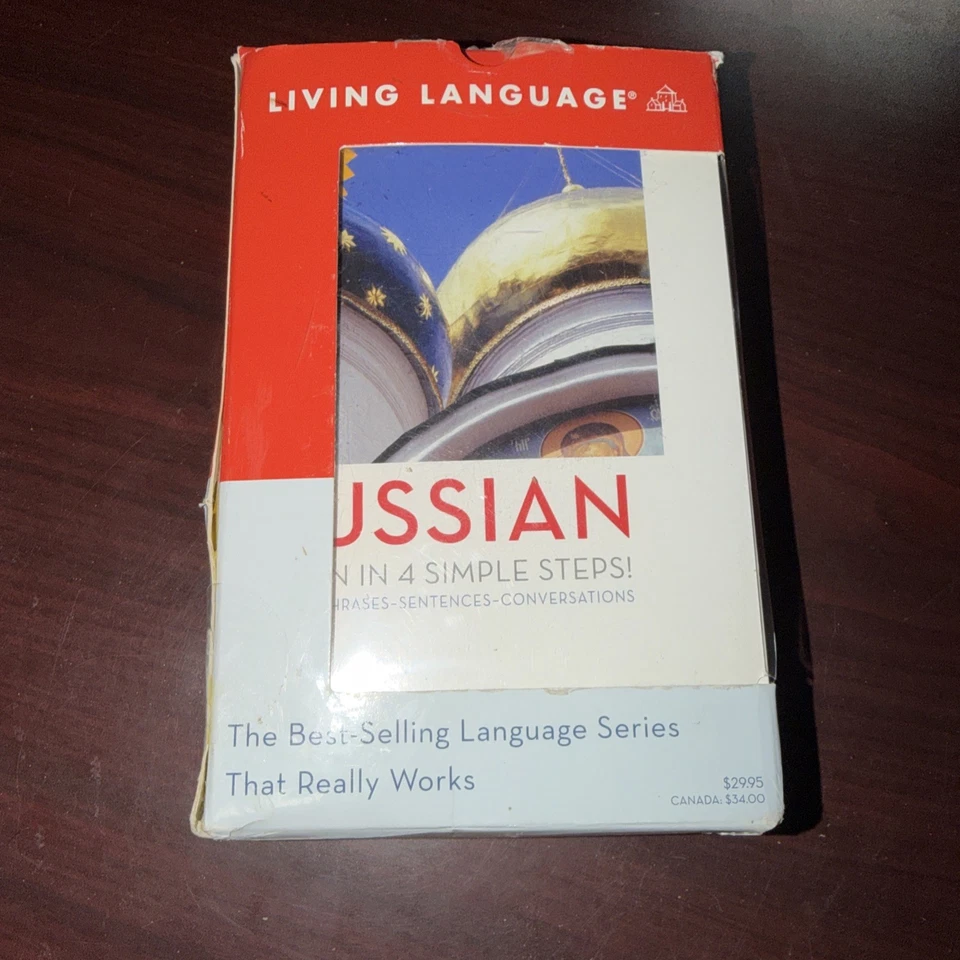 LIVING LANGUAGE®
USSIAN
N IN 4 SIMPLE STEPS!
HRASES–SENTENCES–CONVERSATIONS
The Best-Selling Language Series
That Really Works
$29.95
CANADA: $34.00